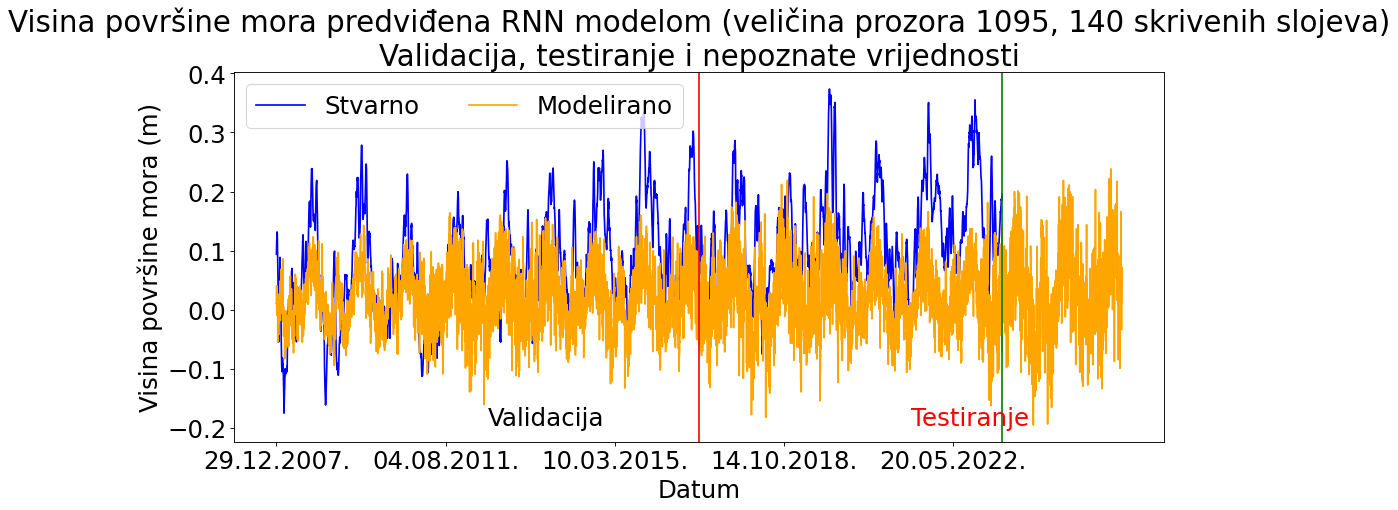 Visina površine mora predviđena RNN modelom (veličina prozora 1095, 140 skrivenih slojeva)
Validacija, testiranje i nepoznate vrijednosti
Stvarno Modelirano
Visina površine mora (m)
0.4
0.3
0.2
0.1
0.0
−0.1
−0.2
Validacija Testiranje
29.12.2007. 04.08.2011. 10.03.2015. 14.10.2018. 20.05.2022.
Datum